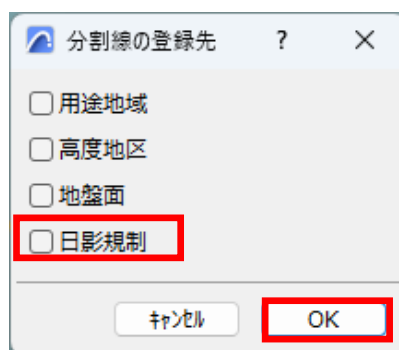 分割線の登録先 ? ×
用途地域
高度地区
地盤面
日影規制
ｷｬﾝｾﾙ OK